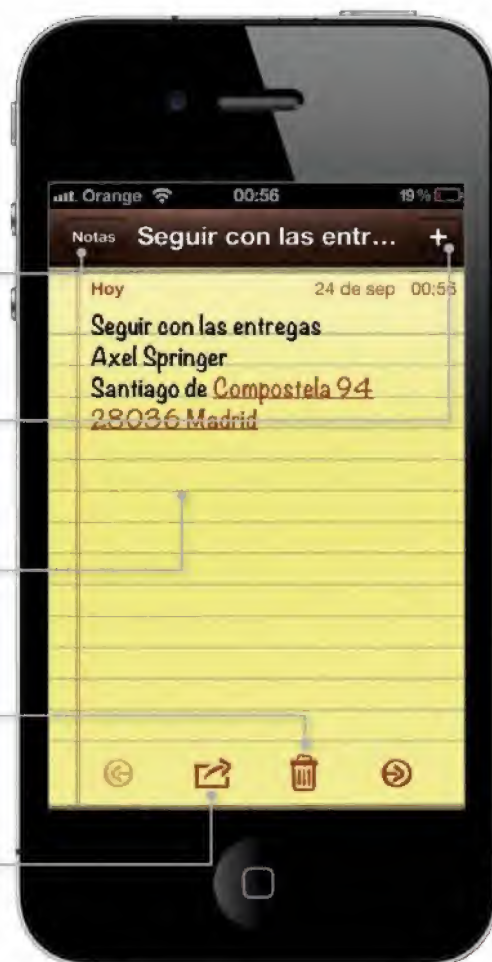 Orange 00:56 19 %
Notas Seguir con las entr... +
Hoy 24 de sep 00:56
Seguir con las entregas
Axel Springer
Santiago de Compostela 94
28036 Madrid